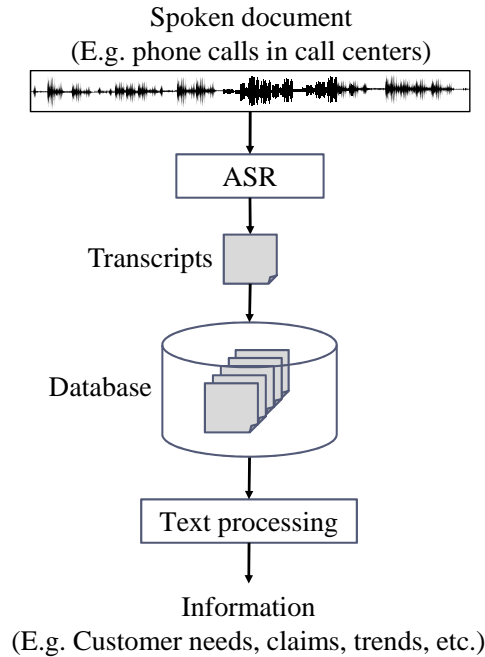 Spoken document
(E.g. phone calls in call centers)
ASR
Transcripts
Database
Text processing
Information
(E.g. Customer needs, claims, trends, etc.)